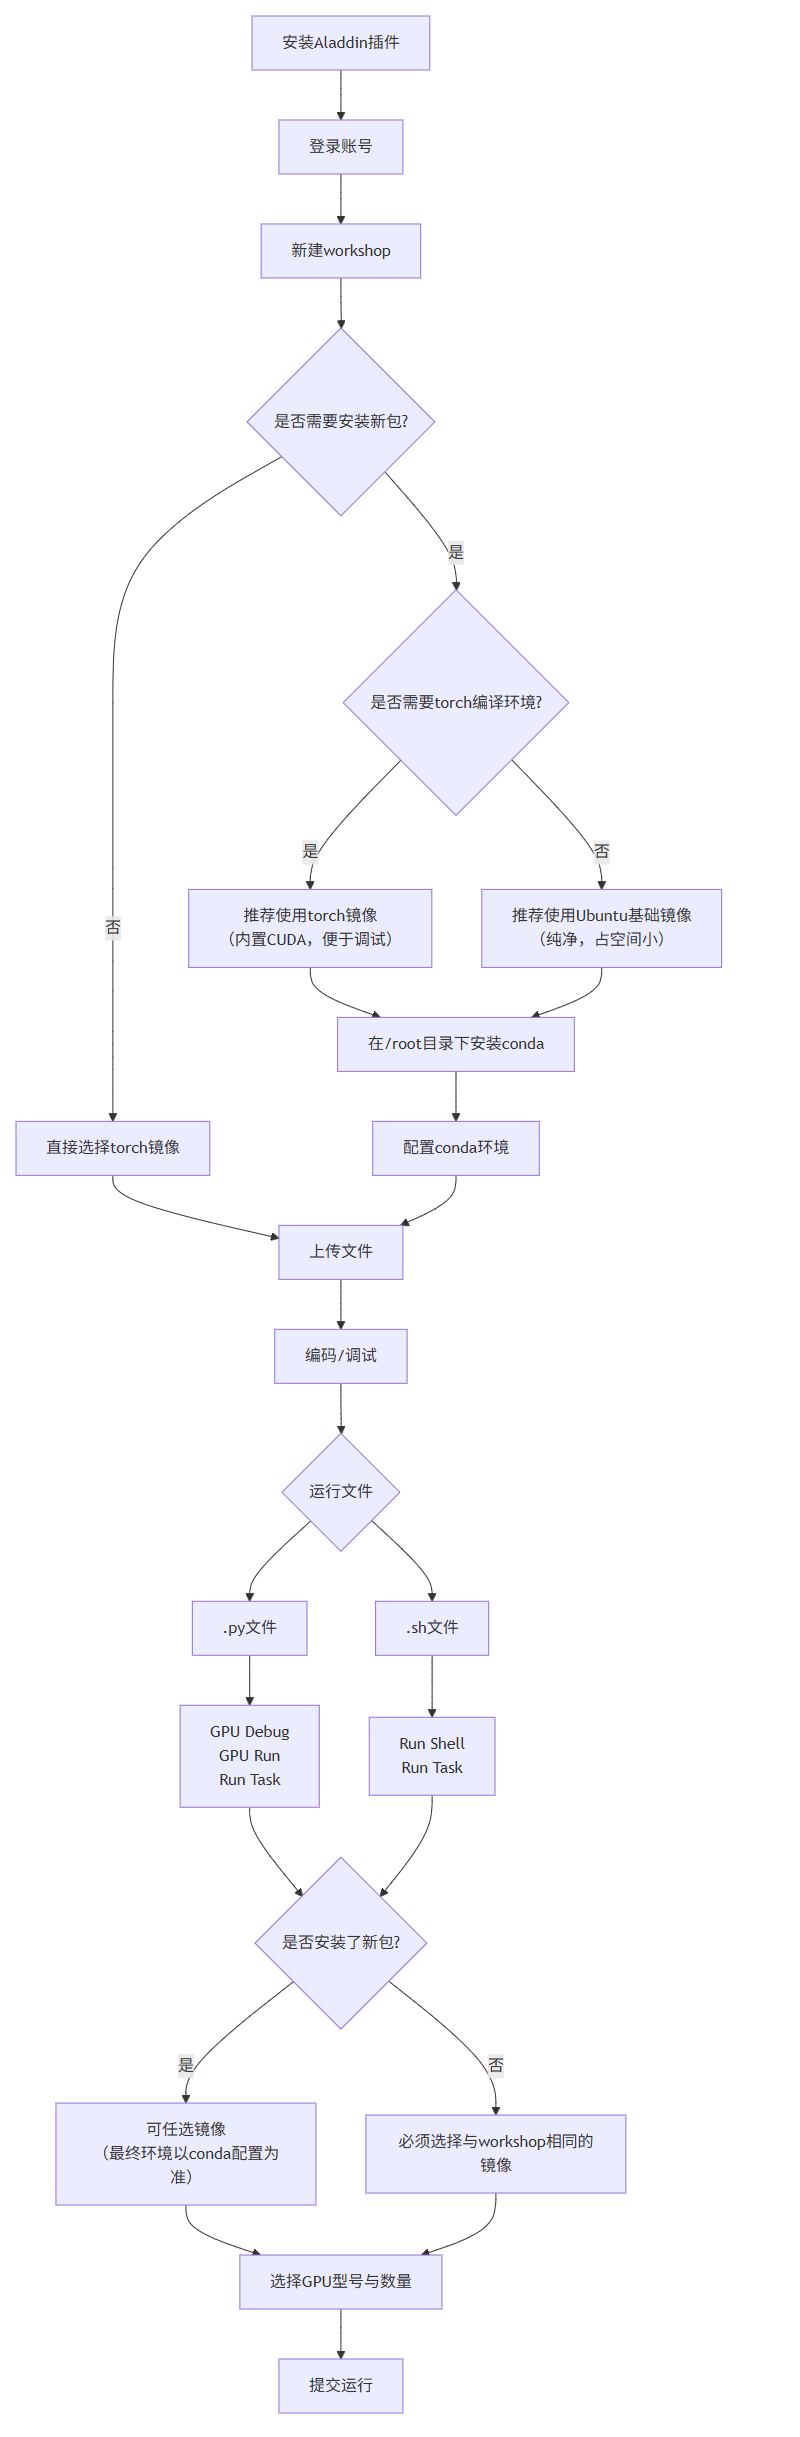 安装Aladdin插件
登录账号
新建workshop
是否需要安装新包?
是
是否需要torch编译环境?
是
否
推荐使用torch镜像
（内置CUDA，便于调试）
推荐使用Ubuntu基础镜像
（纯净，占空间小）
否
在/root目录下安装conda
直接选择torch镜像
配置conda环境
上传文件
编码/调试
运行文件
.py文件
.sh文件
GPU Debug
GPU Run
Run Task
Run Shell
Run Task
是否安装了新包?
是
否
可任选镜像
（最终环境以conda配置为
准）
必须选择与workshop相同的
镜像
选择GPU型号与数量
提交运行